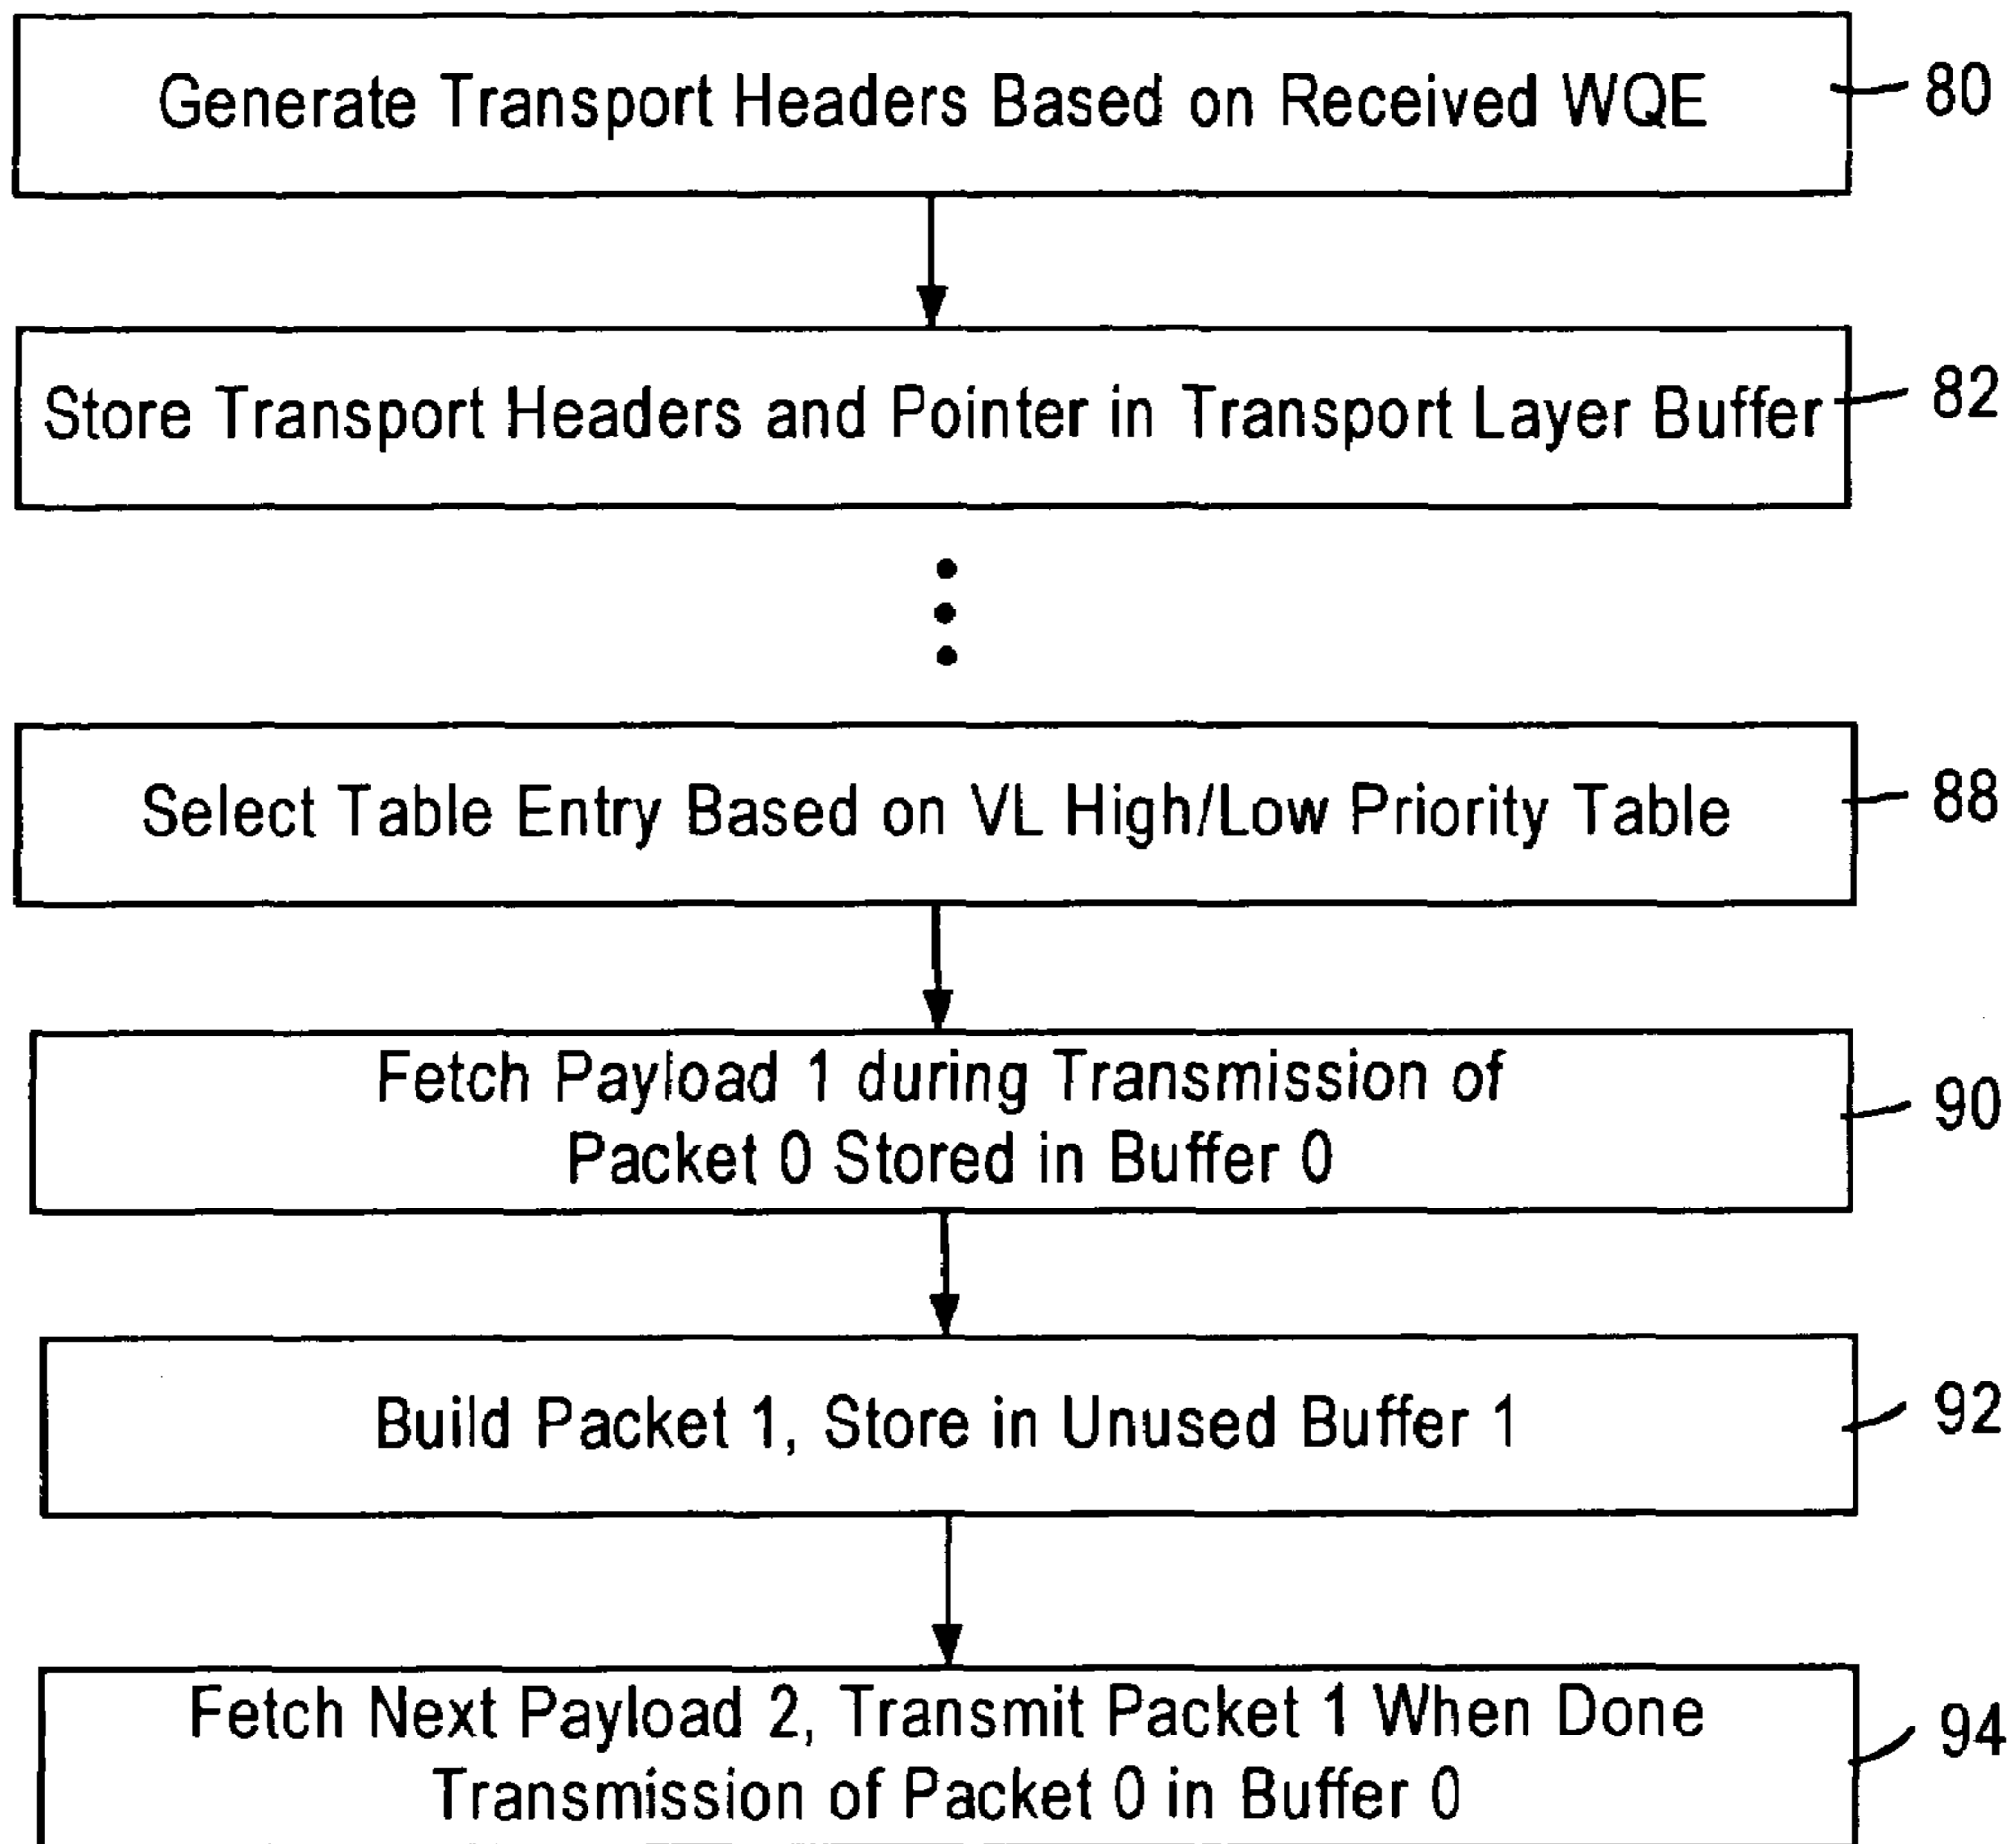 Generate Transport Headers Based on Received WQE
80
Store Transport Headers and Pointer in Transport Layer Buffer
82
Select Table Entry Based on VL High/Low Priority Table
88
Fetch Payload 1 during Transmission of
Packet 0 Stored in Buffer 0
90
Build Packet 1, Store in Unused Buffer 1
92
Fetch Next Payload 2, Transmit Packet 1 When Done
Transmission of Packet 0 in Buffer 0
94